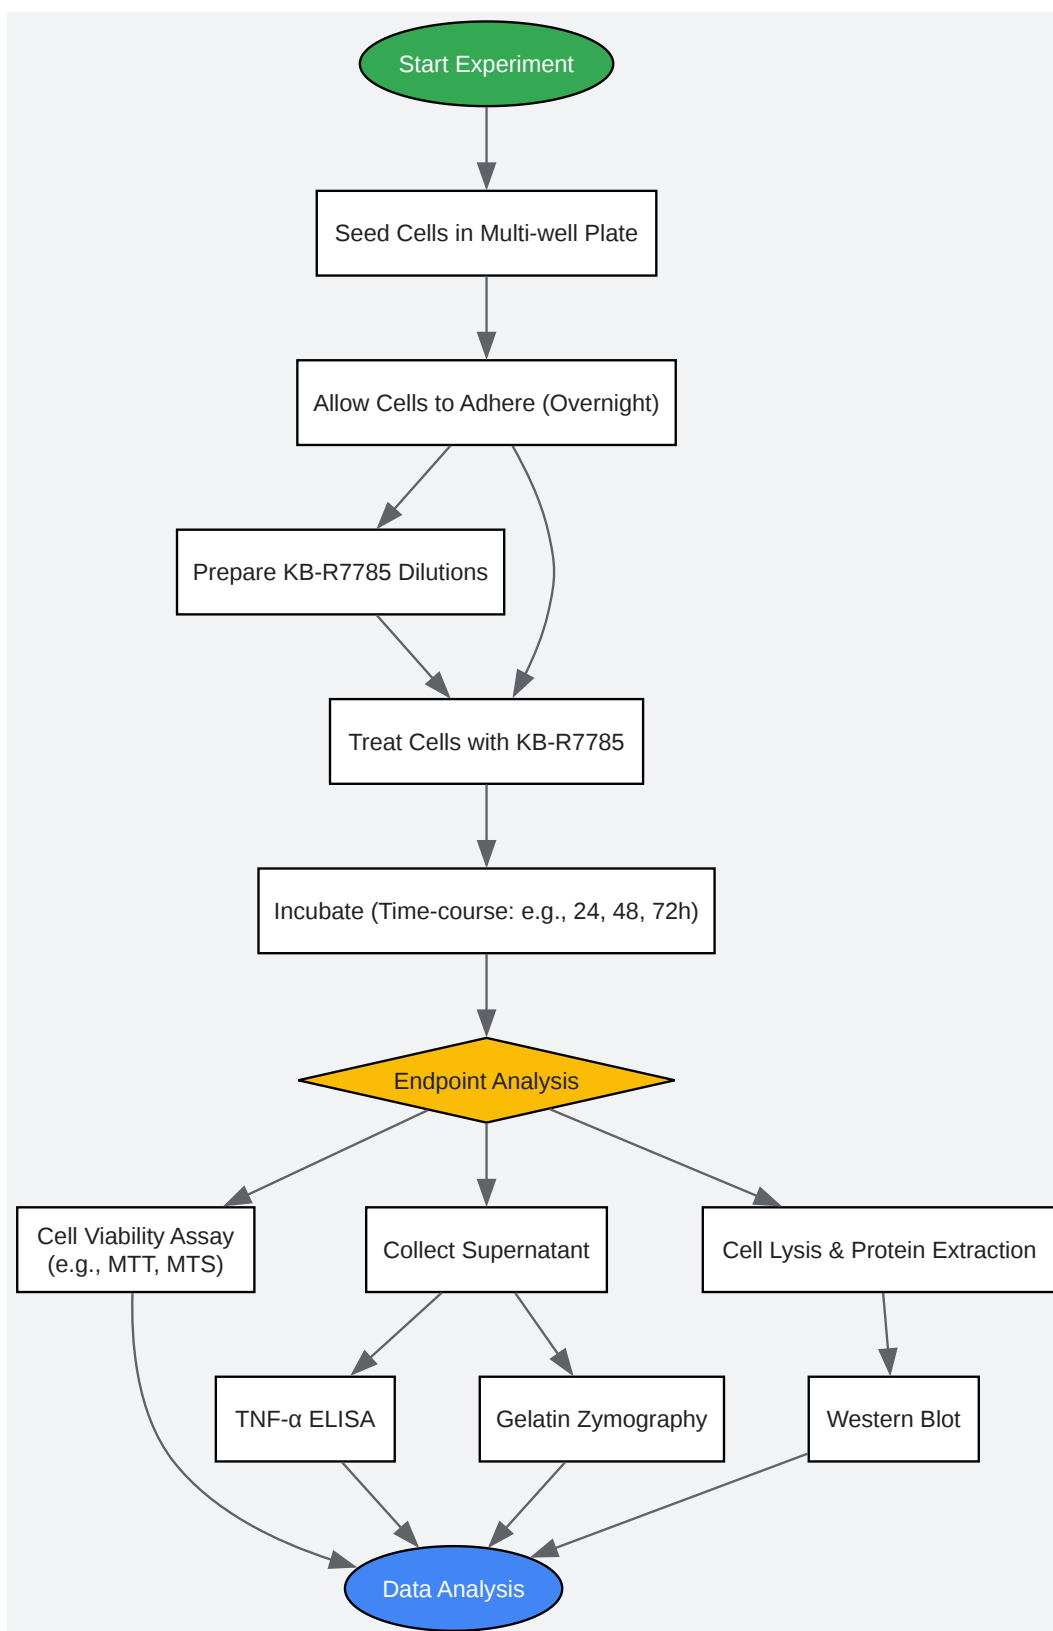 Start Experiment
Seed Cells in Multi-well Plate
Allow Cells to Adhere (Overnight)
Prepare KB-R7785 Dilutions
Treat Cells with KB-R7785
Incubate (Time-course: e.g., 24, 48, 72h)
Endpoint Analysis
Cell Viability Assay
(e.g., MTT, MTS)
Collect Supernatant
Cell Lysis & Protein Extraction
TNF-α ELISA
Gelatin Zymography
Western Blot
Data Analysis